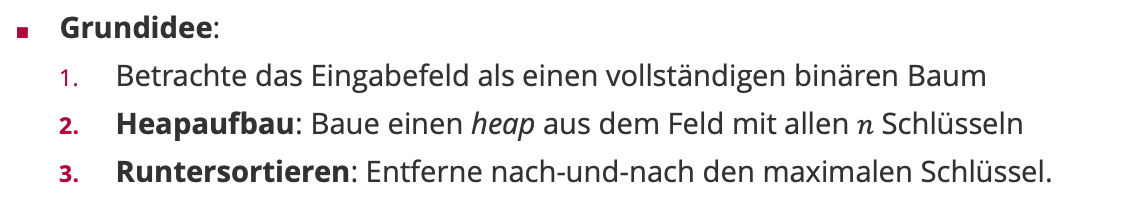 Grundidee:
1. Betrachte das Eingabefeld als einen vollständigen binären Baum
2. Heapaufbau: Baue einen heap aus dem Feld mit allen n Schlüsseln
3. Runtersortieren: Entferne nach-und-nach den maximalen Schlüssel.